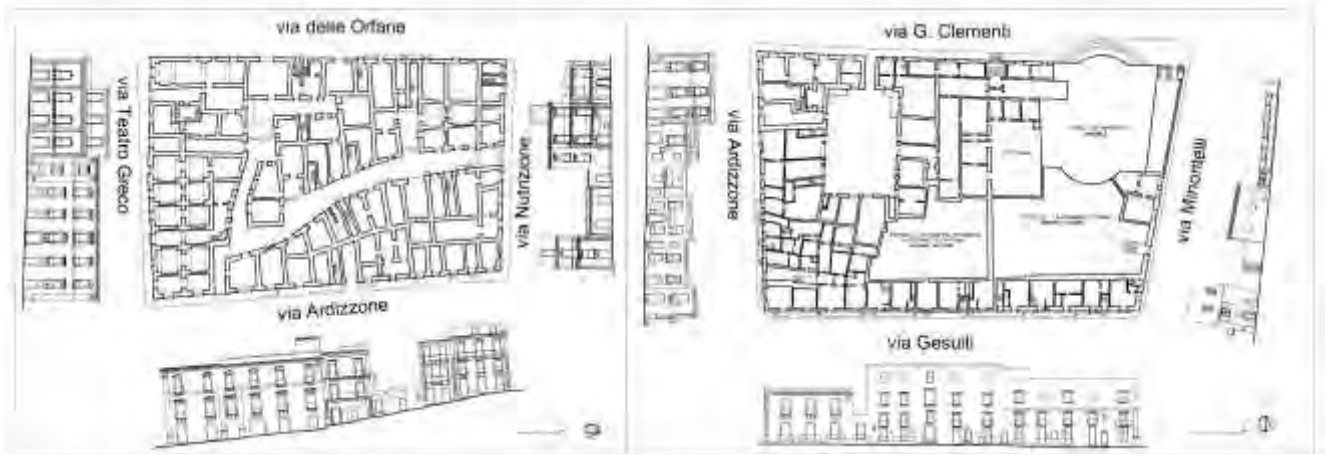 via delle Orfane
via Teatro Greco
via Nutrizione
via Ardizzone
via G. Clementi
via Ardizzone
via Minoriti
via Gesuiti